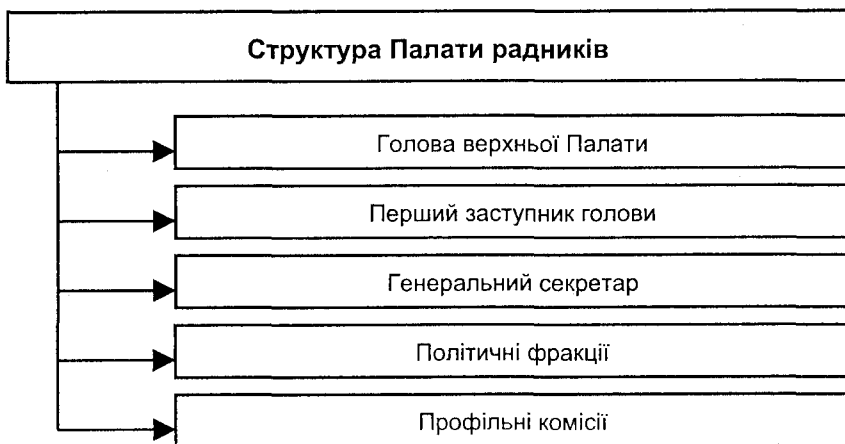 Структура Палати радників
Голова верхньої Палати
Перший заступник голови
Генеральний секретар
Політичні фракції
Профільні комісії